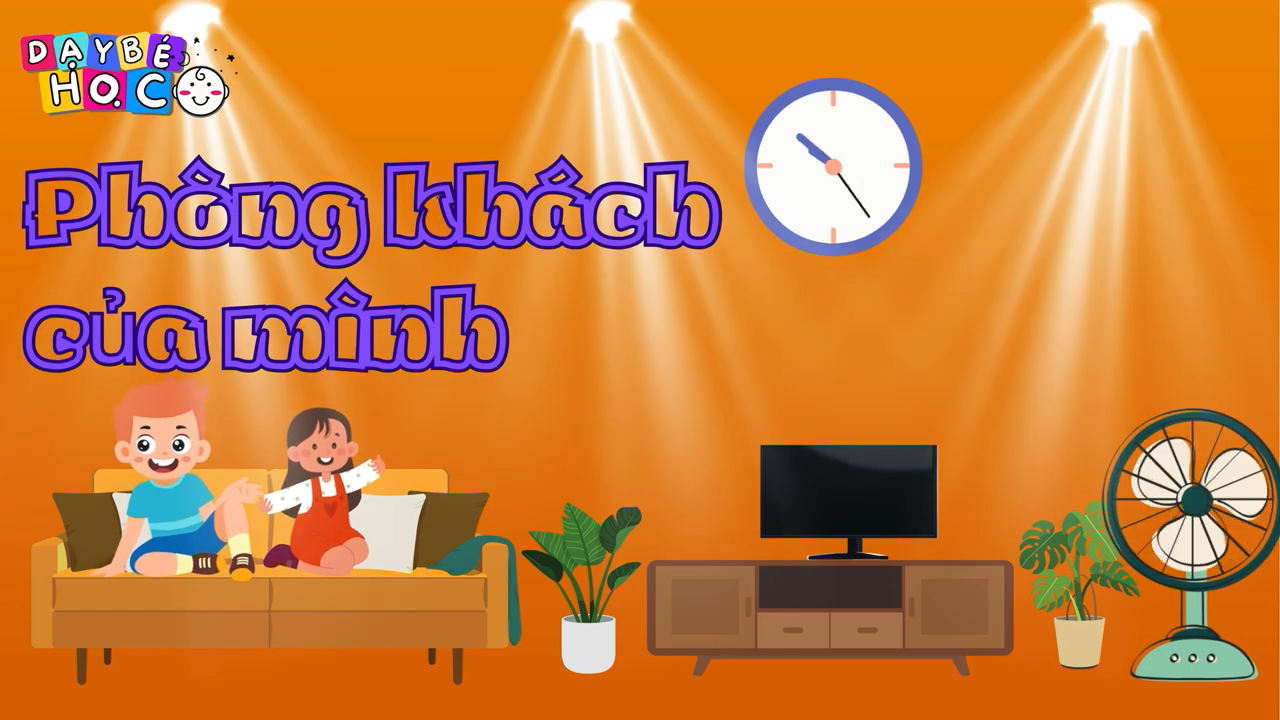 DẠY BÉ
HỌC
Phòng khách
của mình